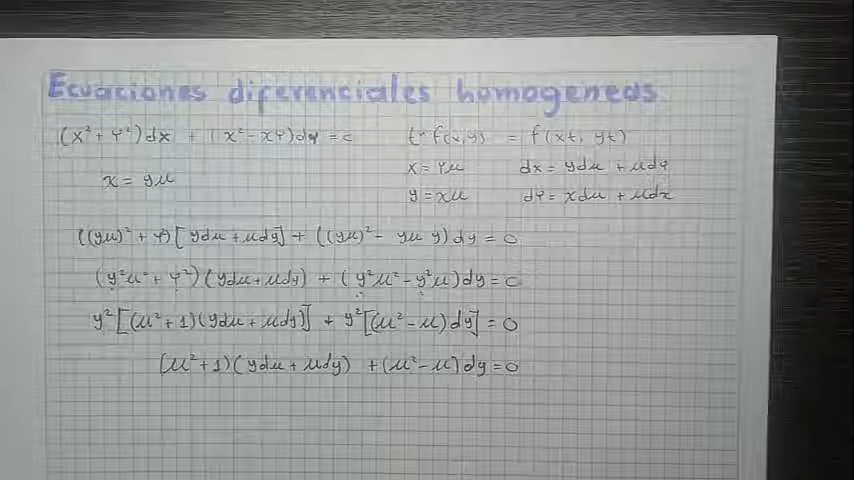 Ecuaciones diferenciales homogeneas
(x² + y²)dx + (x² - xy)dy = 0
tⁿ f(x,y) = f(xt, yt)
x = yu
x = yu dx = ydu + udy
y = xu dy = xdu + udx
((yu)² + y²)[ydu + udy] + ((yu)² - yu y)dy = 0
(y²u² + y²)(ydu + udy) + (y²u² - y²u)dy = 0
y²[(u² + 1)(ydu + udy)] + y²[(u² - u)dy] = 0
(u² + 1)(ydu + udy) + (u² - u)dy = 0